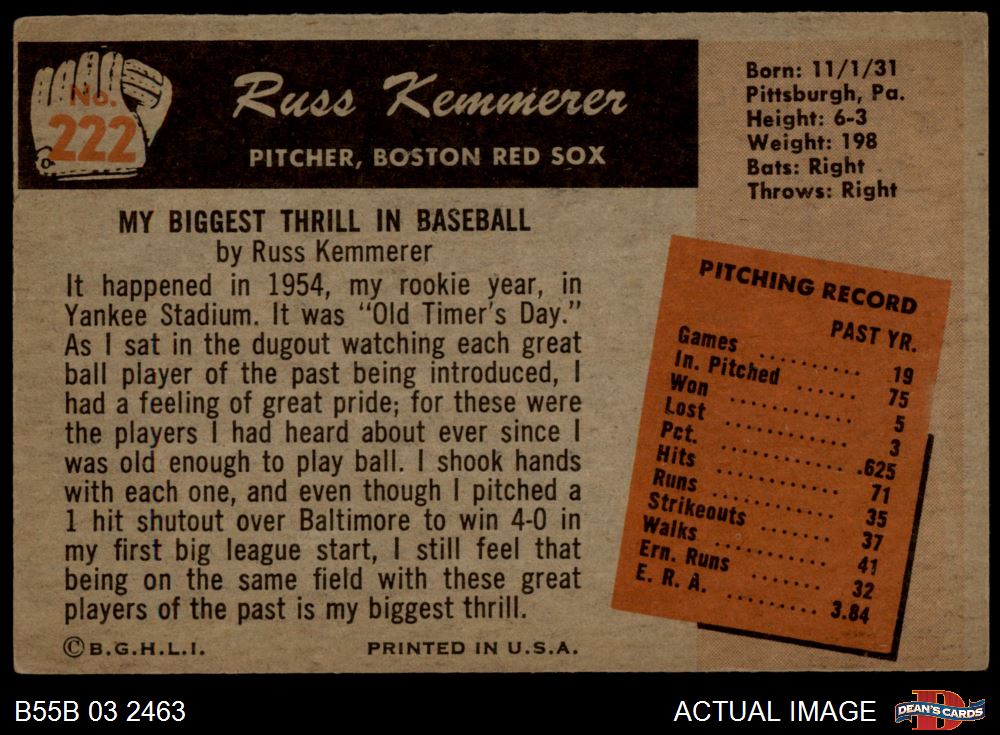 No.
222
Russ Kemmerer
PITCHER, BOSTON RED SOX
Born: 11/1/31
Pittsburgh, Pa.
Height: 6-3
Weight: 198
Bats: Right
Throws: Right
MY BIGGEST THRILL IN BASEBALL
by Russ Kemmerer
It happened in 1954, my rookie year, in
Yankee Stadium. It was “Old Timer's Day.”
As I sat in the dugout watching each great
ball player of the past being introduced, I
had a feeling of great pride; for these were
the players I had heard about ever since I
was old enough to play ball. I shook hands
with each one, and even though I pitched a
1 hit shutout over Baltimore to win 4-0 in
my first big league start, I still feel that
being on the same field with these great
players of the past is my biggest thrill.
PITCHING RECORD
PAST YR.
Games .......... 19
In. Pitched ...... 75
Won ............ 5
Lost ............ 3
Pct. ............ .625
Hits ............ 71
Runs ............ 35
Strikeouts ....... 37
Walks .......... 41
Ern. Runs ....... 32
E. R. A. .......... 3.84
©B.G.H.L.I.
PRINTED IN U.S.A.
B55B 03 2463
ACTUAL IMAGE
D
DEAN'S CARDS